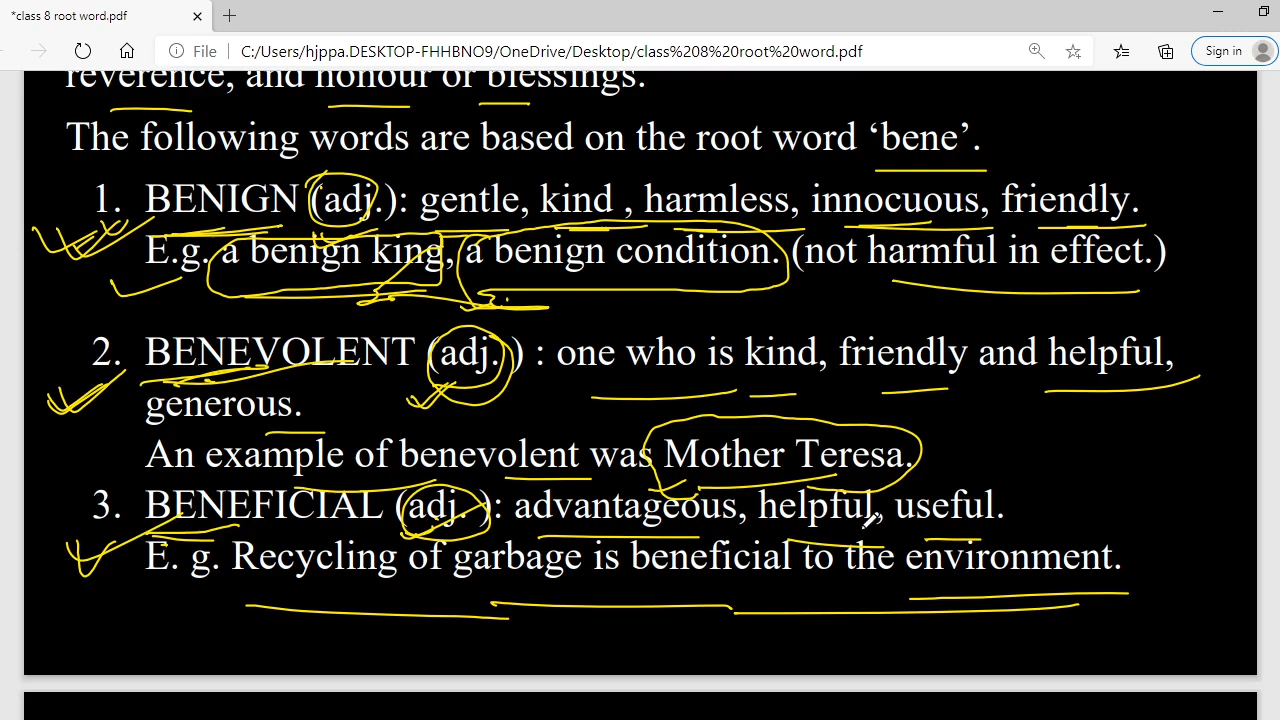 *class 8 root word.pdf
File C:/Users/hjppa.DESKTOP-FHHBNO9/OneDrive/Desktop/class%208%20root%20word.pdf Sign in
reverence, and honour or blessings.
The following words are based on the root word ‘bene’.
1. BENIGN (adj.): gentle, kind , harmless, innocuous, friendly.
E.g. a benign king, a benign condition. (not harmful in effect.)
2. BENEVOLENT (adj. ) : one who is kind, friendly and helpful,
generous.
An example of benevolent was Mother Teresa.
3. BENEFICIAL (adj. ): advantageous, helpful, useful.
E. g. Recycling of garbage is beneficial to the environment.